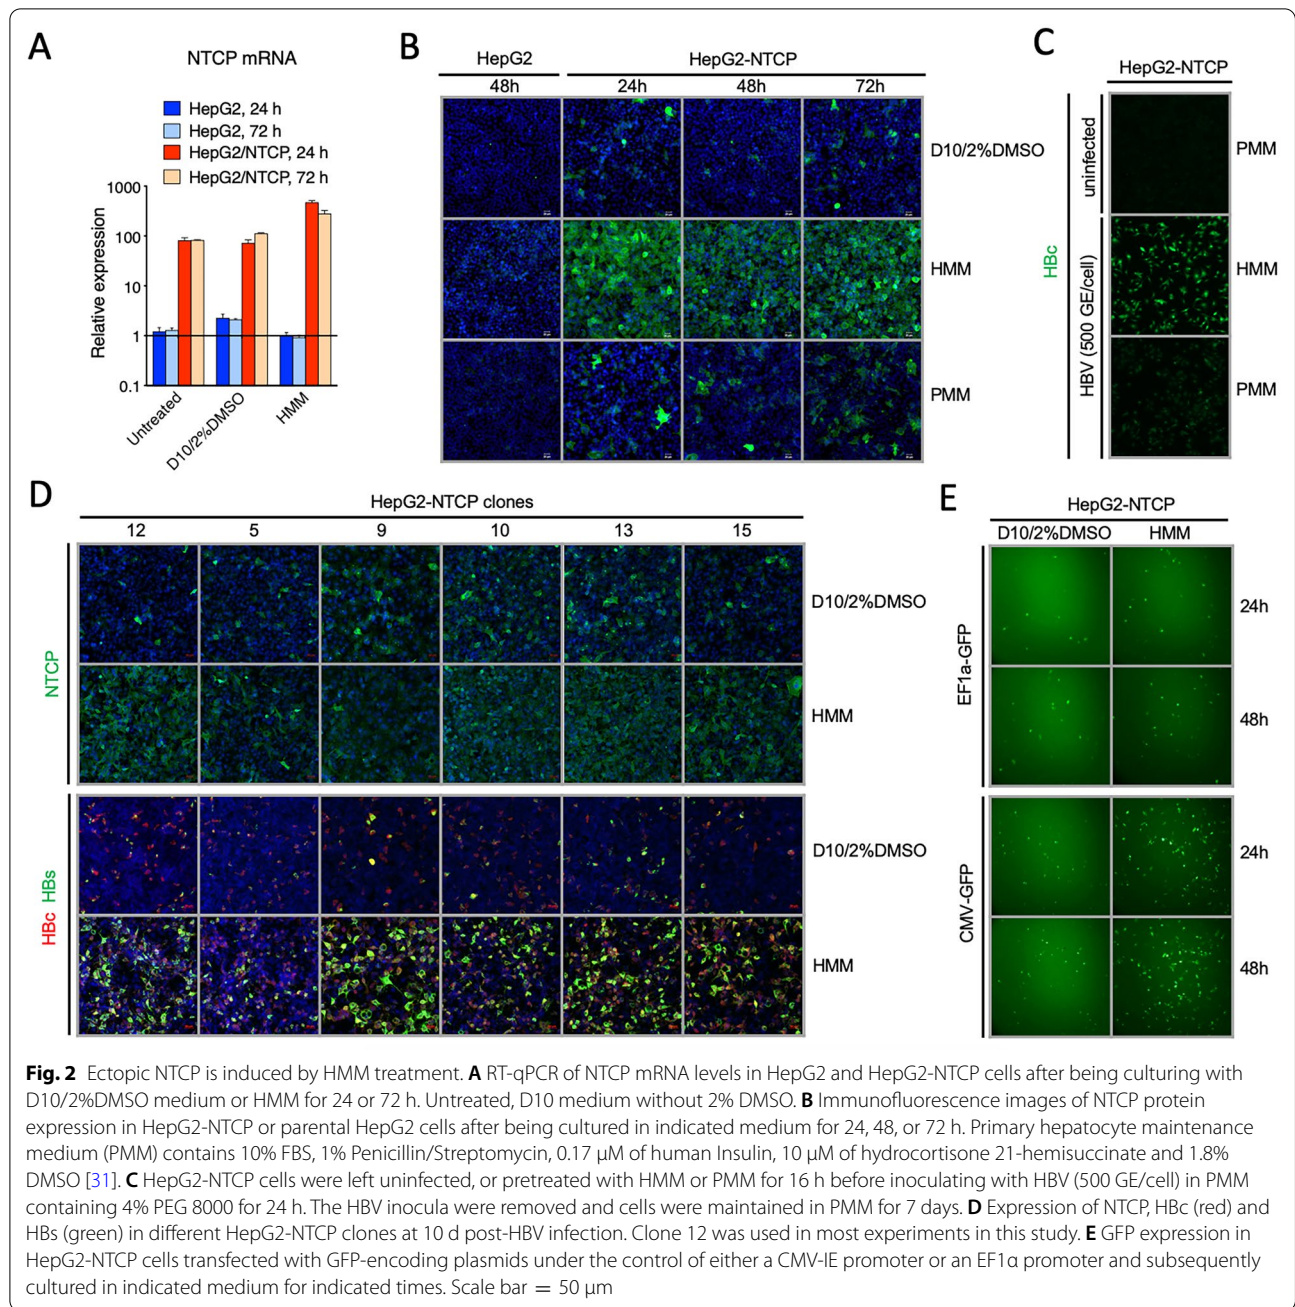 A
NTCP mRNA
HepG2, 24 h
HepG2, 72 h
HepG2/NTCP, 24 h
HepG2/NTCP, 72 h
Relative expression
1000
100
10
1
0.1
Untreated
D10/2%DMSO
HMM
B
HepG2
HepG2-NTCP
48h
24h
48h
72h
D10/2%DMSO
HMM
PMM
C
HepG2-NTCP
HBc
uninfected
HBV (500 GE/cell)
PMM
HMM
PMM
D
HepG2-NTCP clones
12
5
9
10
13
15
NTCP
D10/2%DMSO
HMM
HBc HBs
D10/2%DMSO
HMM
E
HepG2-NTCP
D10/2%DMSO
HMM
EF1a-GFP
24h
48h
CMV-GFP
24h
48h
Fig. 2 Ectopic NTCP is induced by HMM treatment. A RT-qPCR of NTCP mRNA levels in HepG2 and HepG2-NTCP cells after being culturing with
D10/2%DMSO medium or HMM for 24 or 72 h. Untreated, D10 medium without 2% DMSO. B Immunofluorescence images of NTCP protein
expression in HepG2-NTCP or parental HepG2 cells after being cultured in indicated medium for 24, 48, or 72 h. Primary hepatocyte maintenance
medium (PMM) contains 10% FBS, 1% Penicillin/Streptomycin, 0.17 µM of human Insulin, 10 µM of hydrocortisone 21-hemisuccinate and 1.8%
DMSO [31]. C HepG2-NTCP cells were left uninfected, or pretreated with HMM or PMM for 16 h before inoculating with HBV (500 GE/cell) in PMM
containing 4% PEG 8000 for 24 h. The HBV inocula were removed and cells were maintained in PMM for 7 days. D Expression of NTCP, HBc (red) and
HBs (green) in different HepG2-NTCP clones at 10 d post-HBV infection. Clone 12 was used in most experiments in this study. E GFP expression in
HepG2-NTCP cells transfected with GFP-encoding plasmids under the control of either a CMV-IE promoter or an EF1α promoter and subsequently
cultured in indicated medium for indicated times. Scale bar = 50 µm